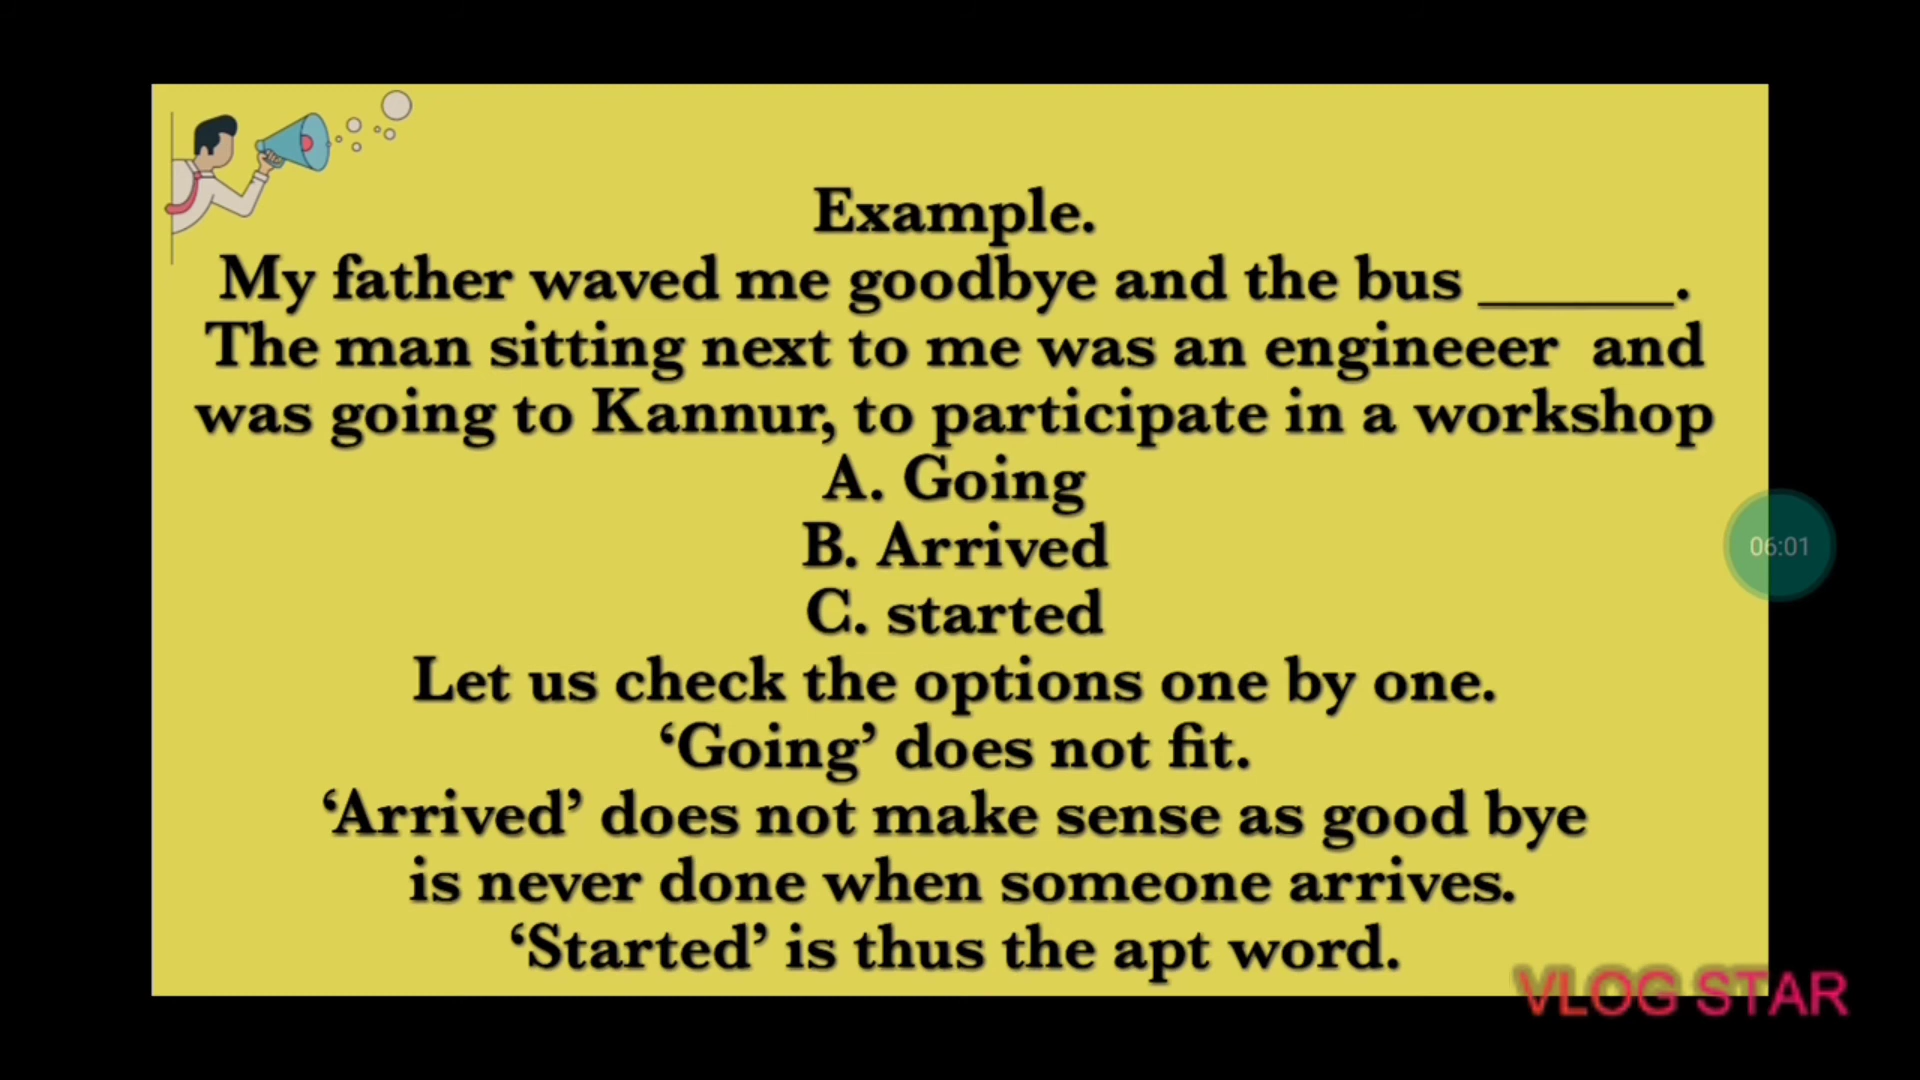 Example.
My father waved me goodbye and the bus ______.
The man sitting next to me was an engineeer and
was going to Kannur, to participate in a workshop
A. Going
B. Arrived
C. started
Let us check the options one by one.
‘Going’ does not fit.
‘Arrived’ does not make sense as good bye
is never done when someone arrives.
‘Started’ is thus the apt word.
06:01
VLOG STAR